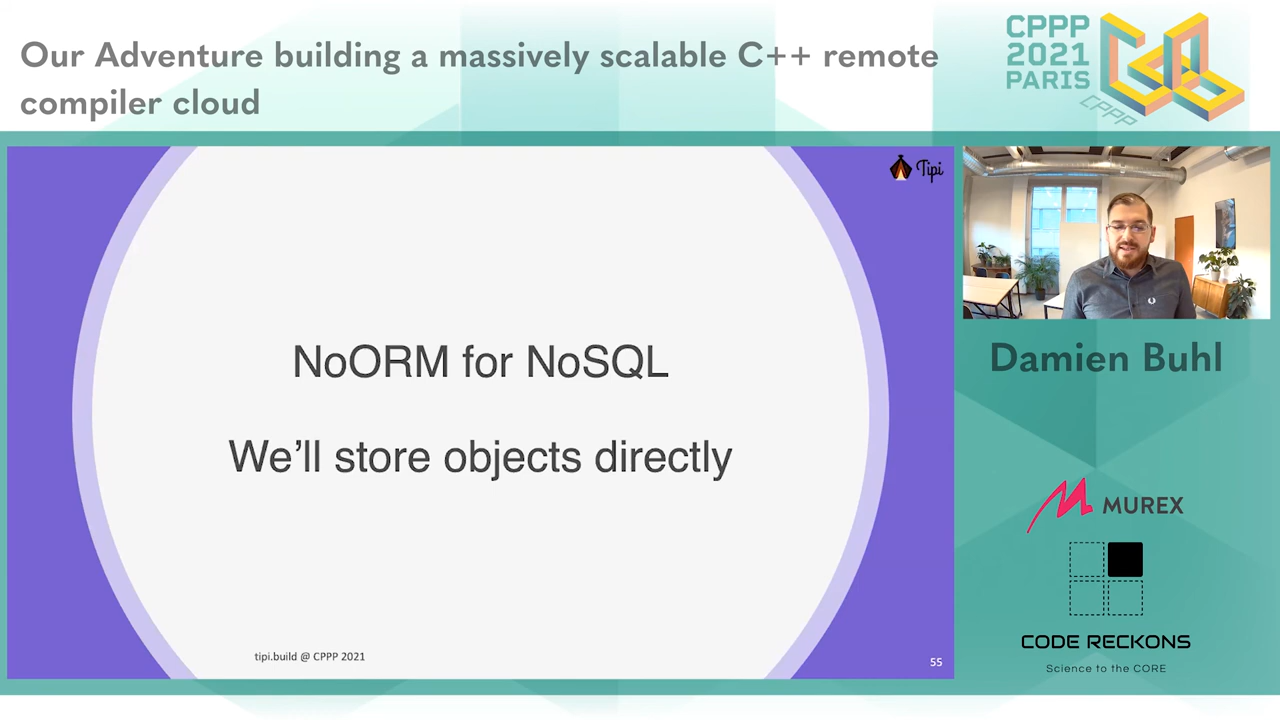 Our Adventure building a massively scalable C++ remote
compiler cloud
CPPP
2021
PARIS
CPPP
Tipi
NoORM for NoSQL
We'll store objects directly
tipi.build @ CPPP 2021
55
Damien Buhl
MUREX
CODE RECKONS
Science to the CORE